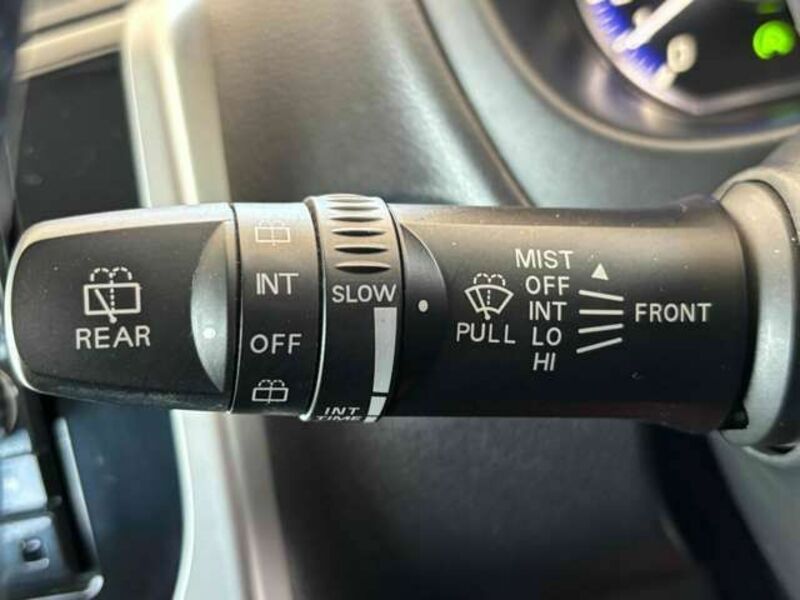 REAR
INT
OFF
SLOW
INT
TIME
PULL
MIST
OFF
INT
LO
HI
FRONT